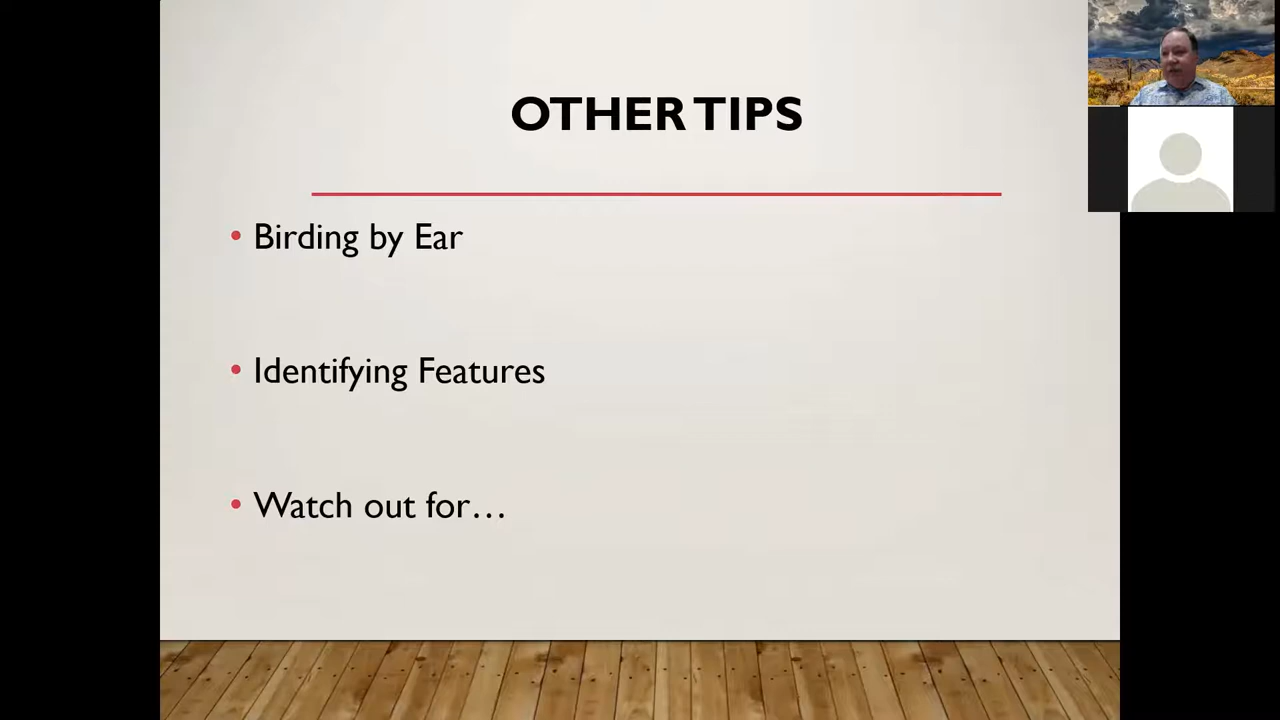 OTHER TIPS
• Birding by Ear
• Identifying Features
• Watch out for…